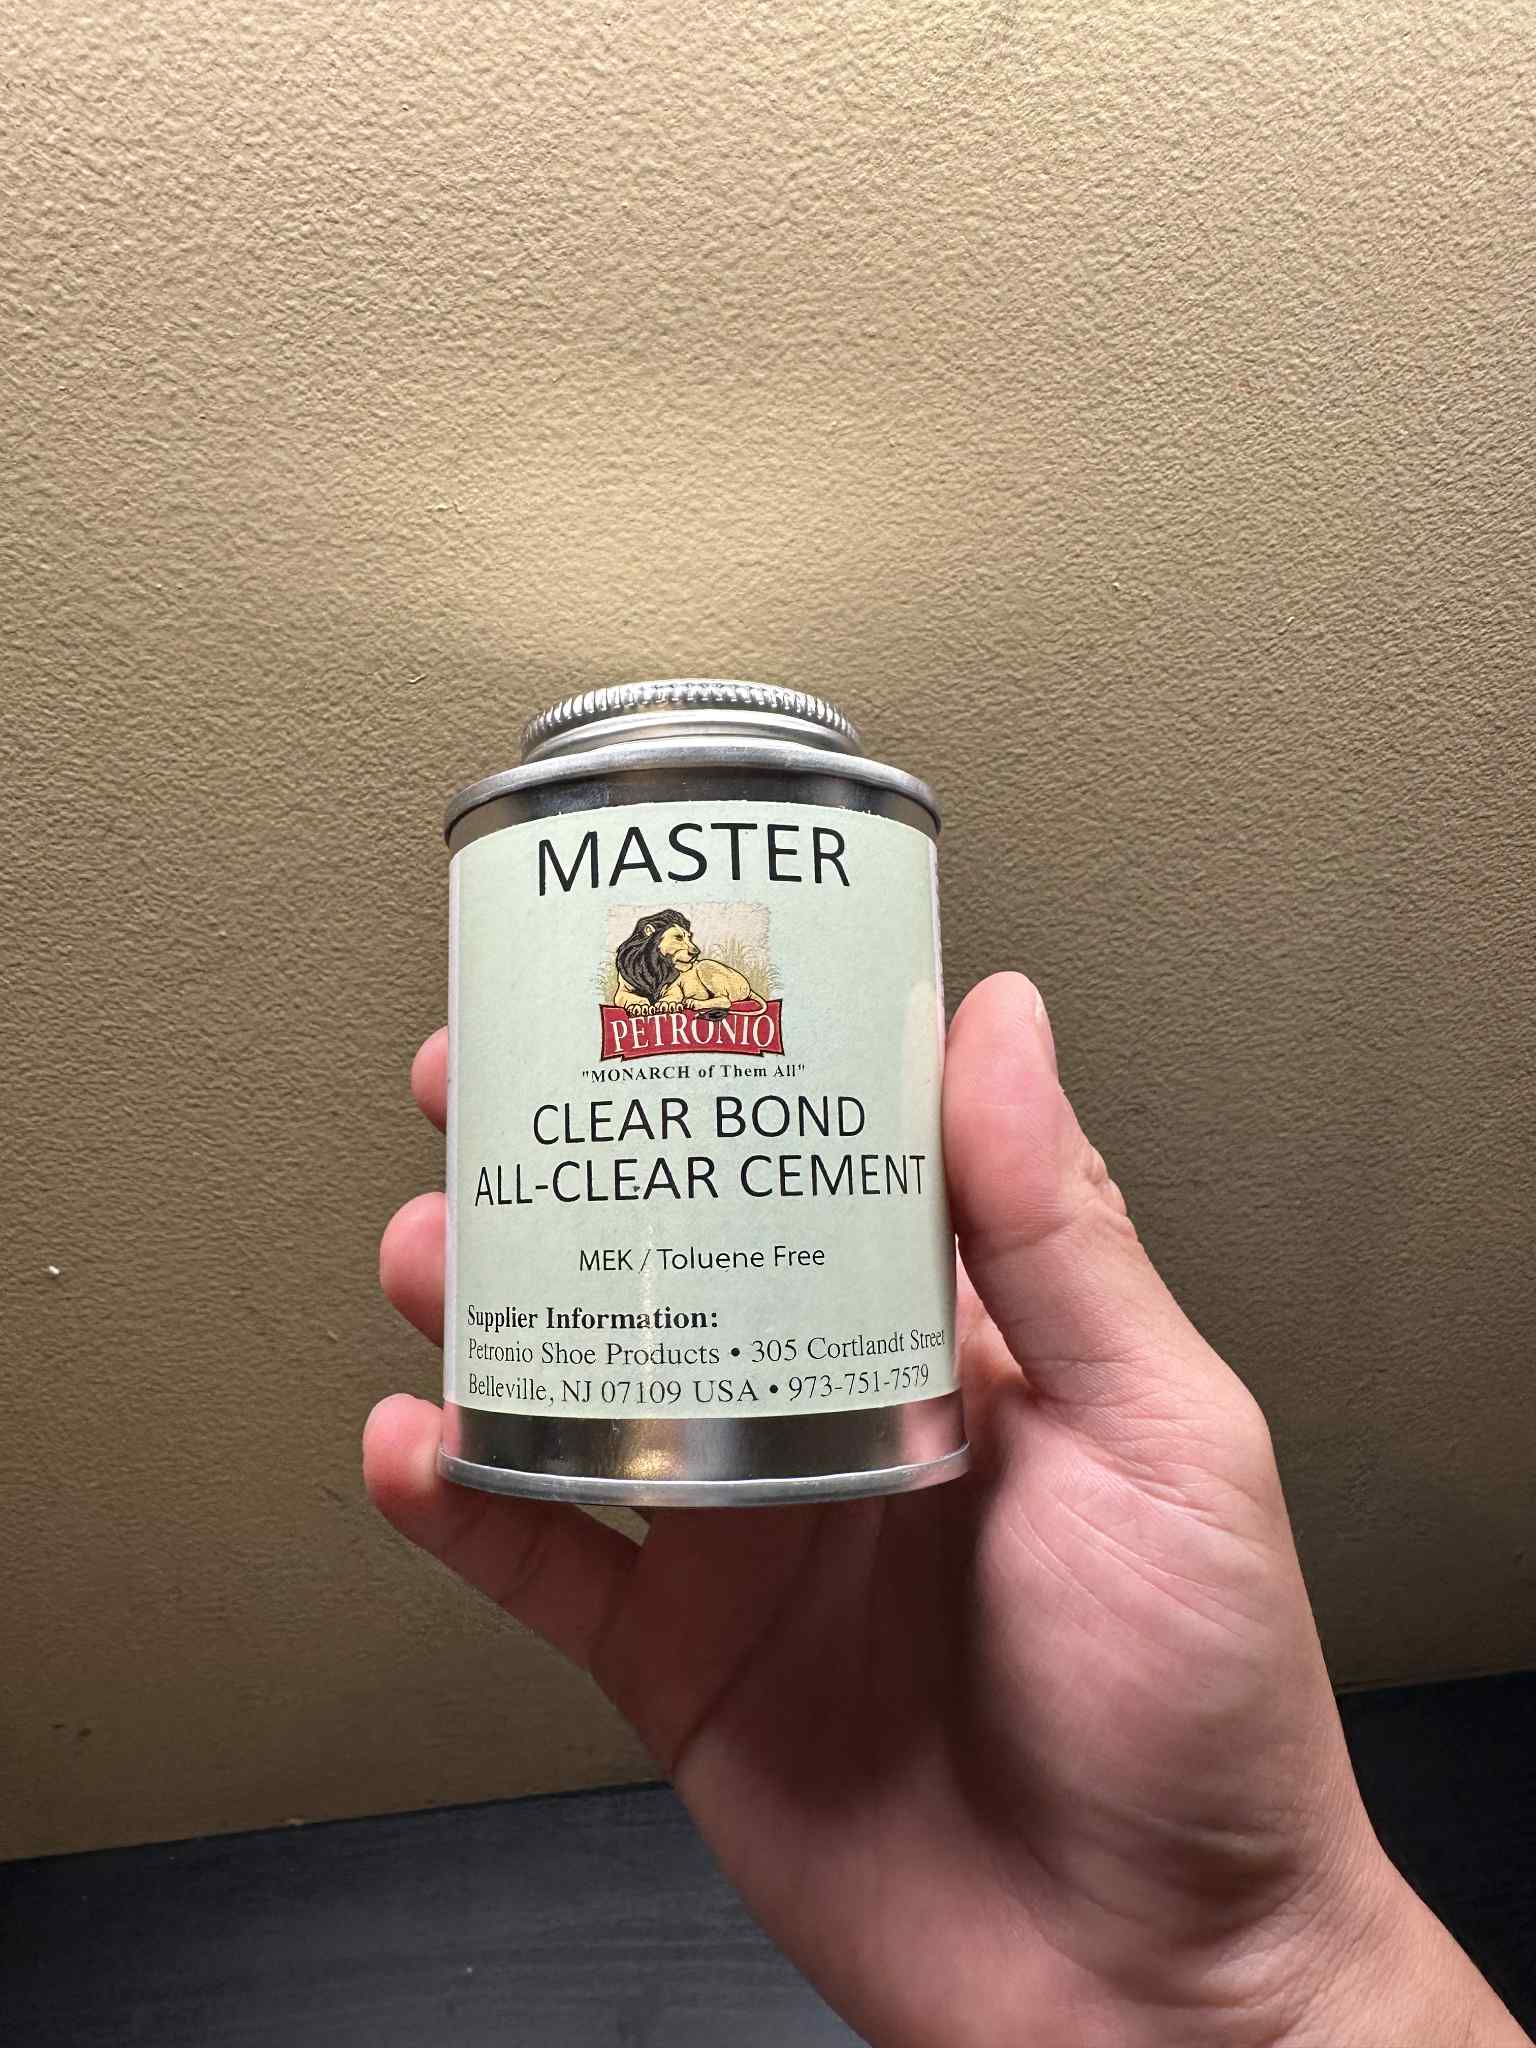 MASTER
PETRONIO
"MONARCH of Them All"
CLEAR BOND
ALL-CLEAR CEMENT
MEK / Toluene Free
Supplier Information:
Petronio Shoe Products • 305 Cortlandt Street
Belleville, NJ 07109 USA • 973-751-7579